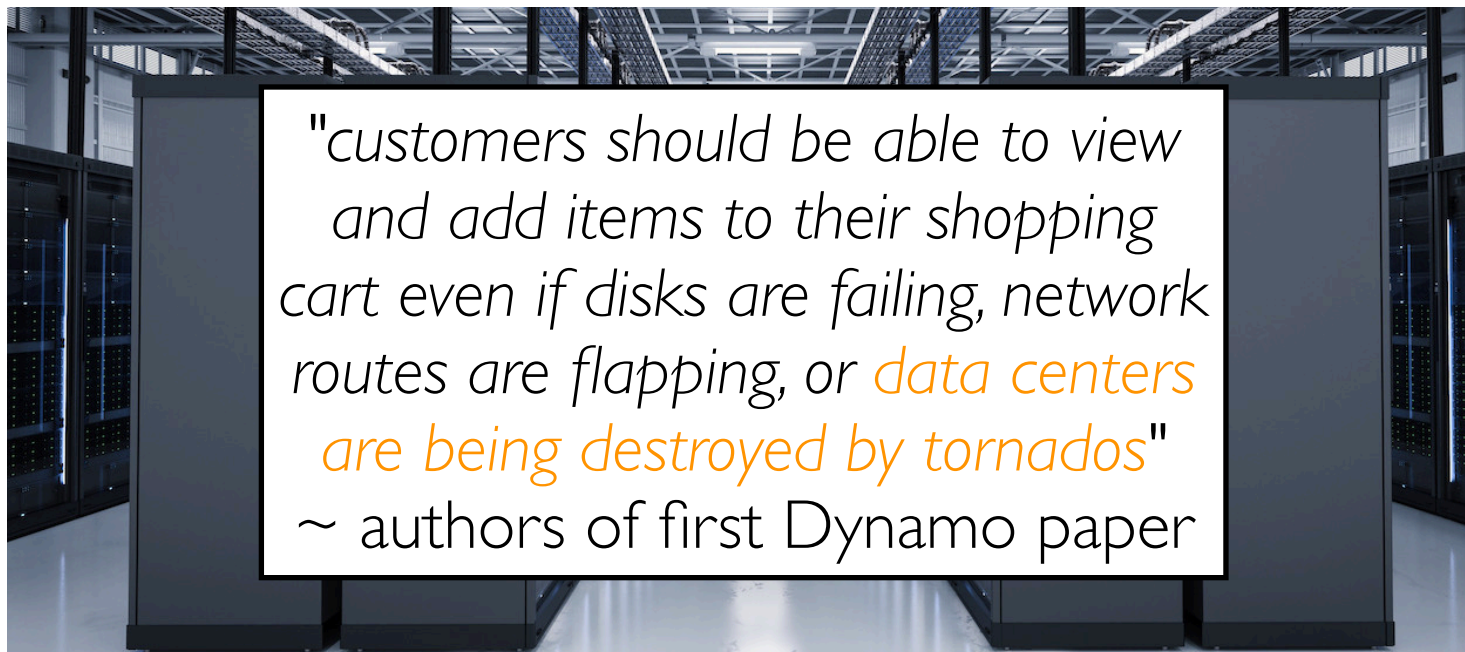 "customers should be able to view
and add items to their shopping
cart even if disks are failing, network
routes are flapping, or data centers
are being destroyed by tornados"
~ authors of first Dynamo paper